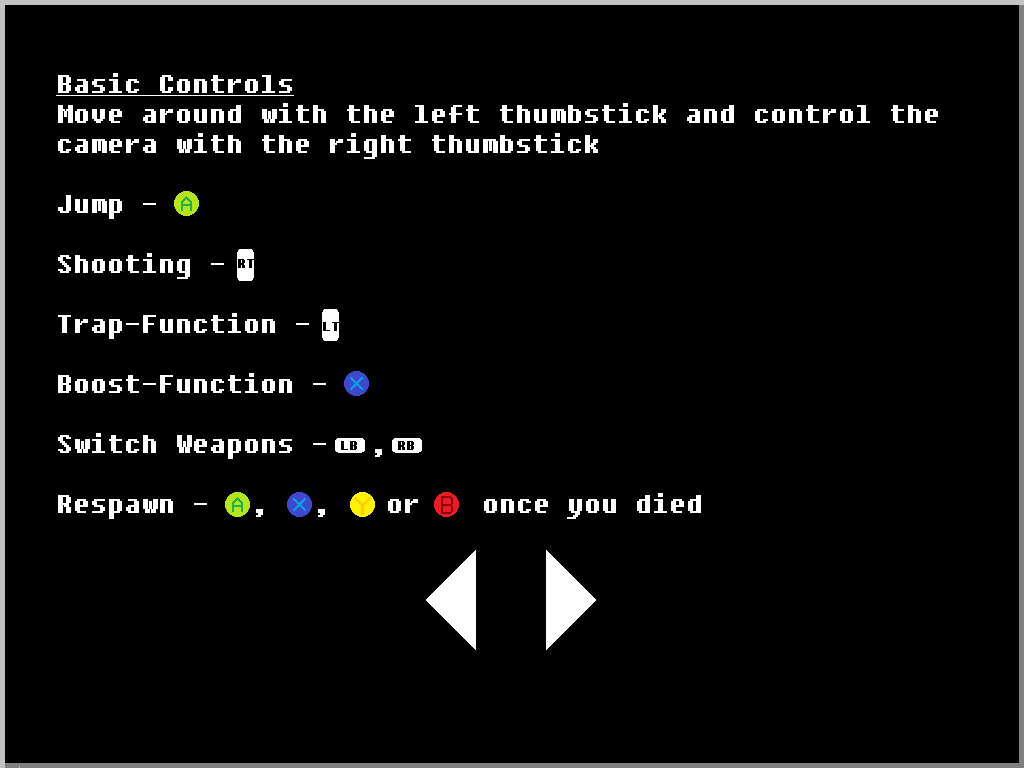 Basic Controls
Move around with the left thumbstick and control the
camera with the right thumbstick
Jump - A
Shooting - RT
Trap-Function - LT
Boost-Function - X
Switch Weapons - LB, RB
Respawn - A, X, Y or B once you died